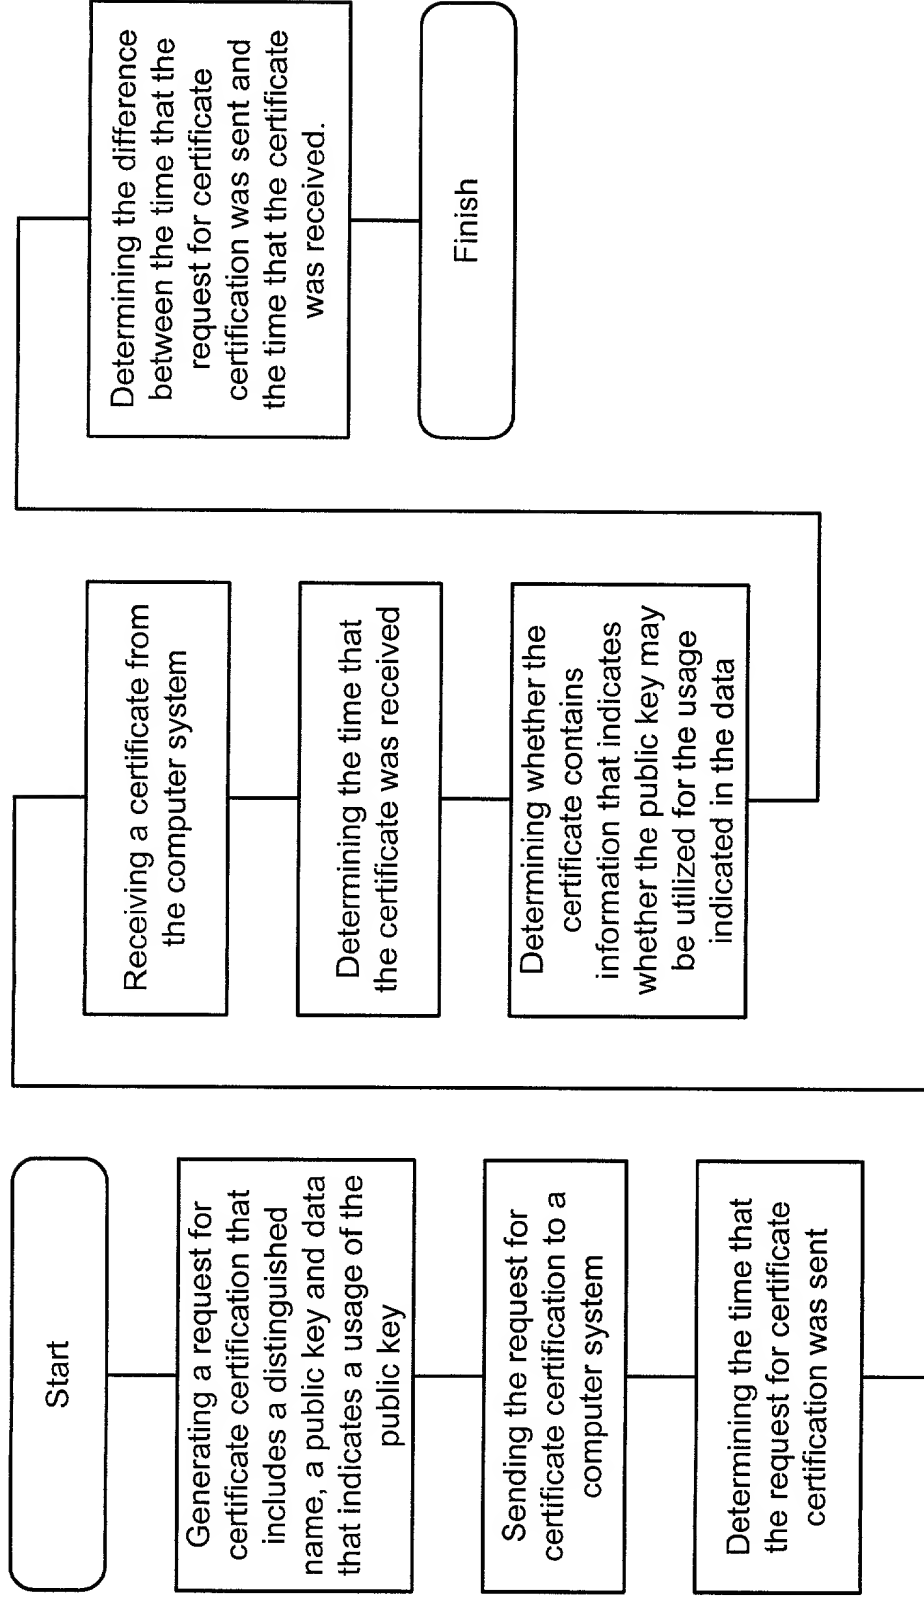 Start
Generating a request for
certificate certification that
includes a distinguished
name, a public key and data
that indicates a usage of the
public key
Sending the request for
certificate certification to a
computer system
Determining the time that
the request for certificate
certification was sent
Receiving a certificate from
the computer system
Determining the time that
the certificate was received
Determining whether the
certificate contains
information that indicates
whether the public key may
be utilized for the usage
indicated in the data
Determining the difference
between the time that the
request for certificate
certification was sent and
the time that the certificate
was received.
Finish